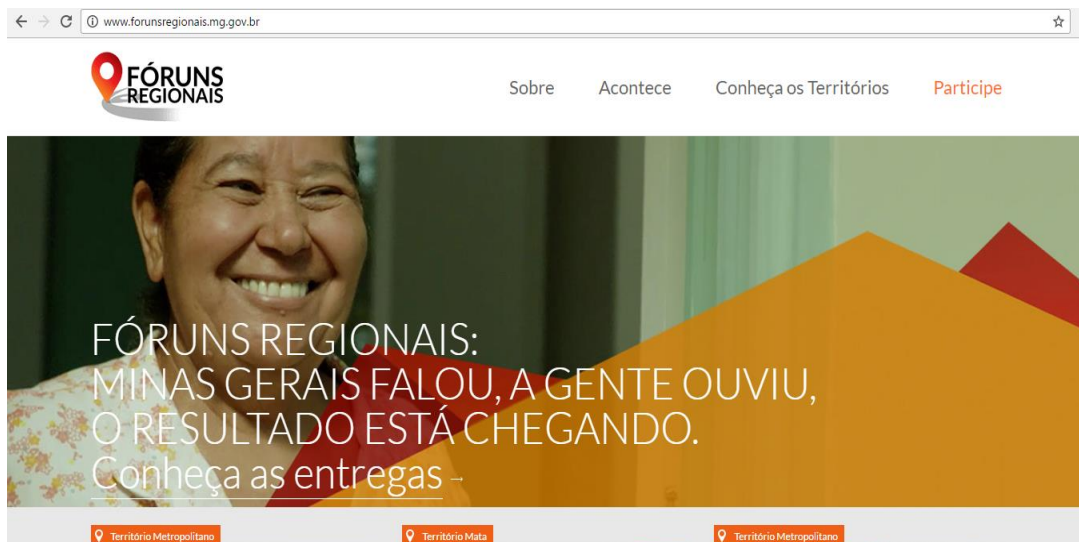 www.forunsregionais.mg.gov.br
FÓRUNS
REGIONAIS
Sobre Acontece Conheça os Territórios Participe
FÓRUNS REGIONAIS:
MINAS GERAIS FALOU, A GENTE OUVIU,
O RESULTADO ESTÁ CHEGANDO.
Conheça as entregas →
Território Metropolitano Território Mata Território Metropolitano